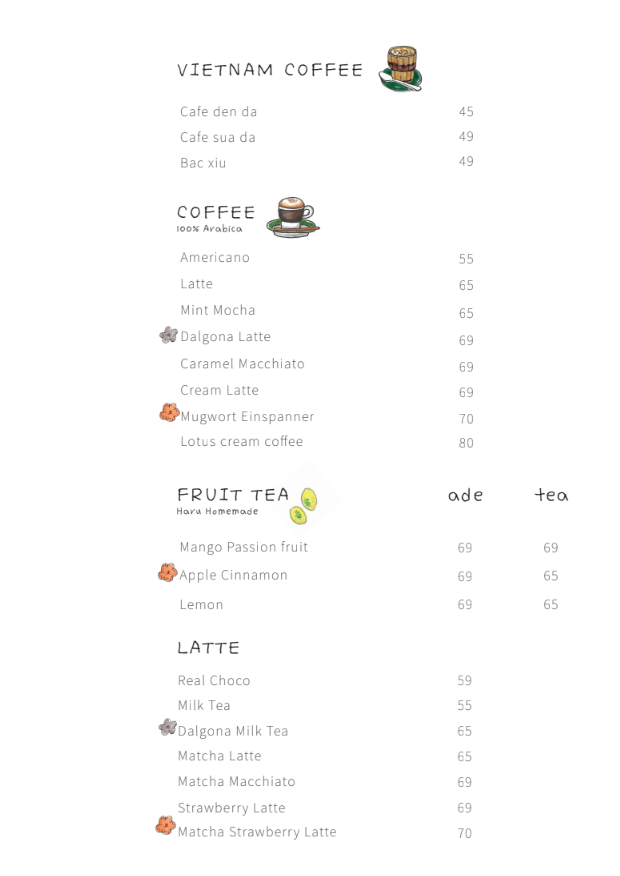 VIETNAM COFFEE
Cafe den da 45
Cafe sua da 49
Bac xiu 49
COFFEE
100% Arabica
Americano 55
Latte 65
Mint Mocha 65
Dalgona Latte 69
Caramel Macchiato 69
Cream Latte 69
Mugwort Einspanner 70
Lotus cream coffee 80
FRUIT TEA ade tea
Haru Homemade
Mango Passion fruit 69 69
Apple Cinnamon 69 65
Lemon 69 65
LATTE
Real Choco 59
Milk Tea 55
Dalgona Milk Tea 65
Matcha Latte 65
Matcha Macchiato 69
Strawberry Latte 69
Matcha Strawberry Latte 70